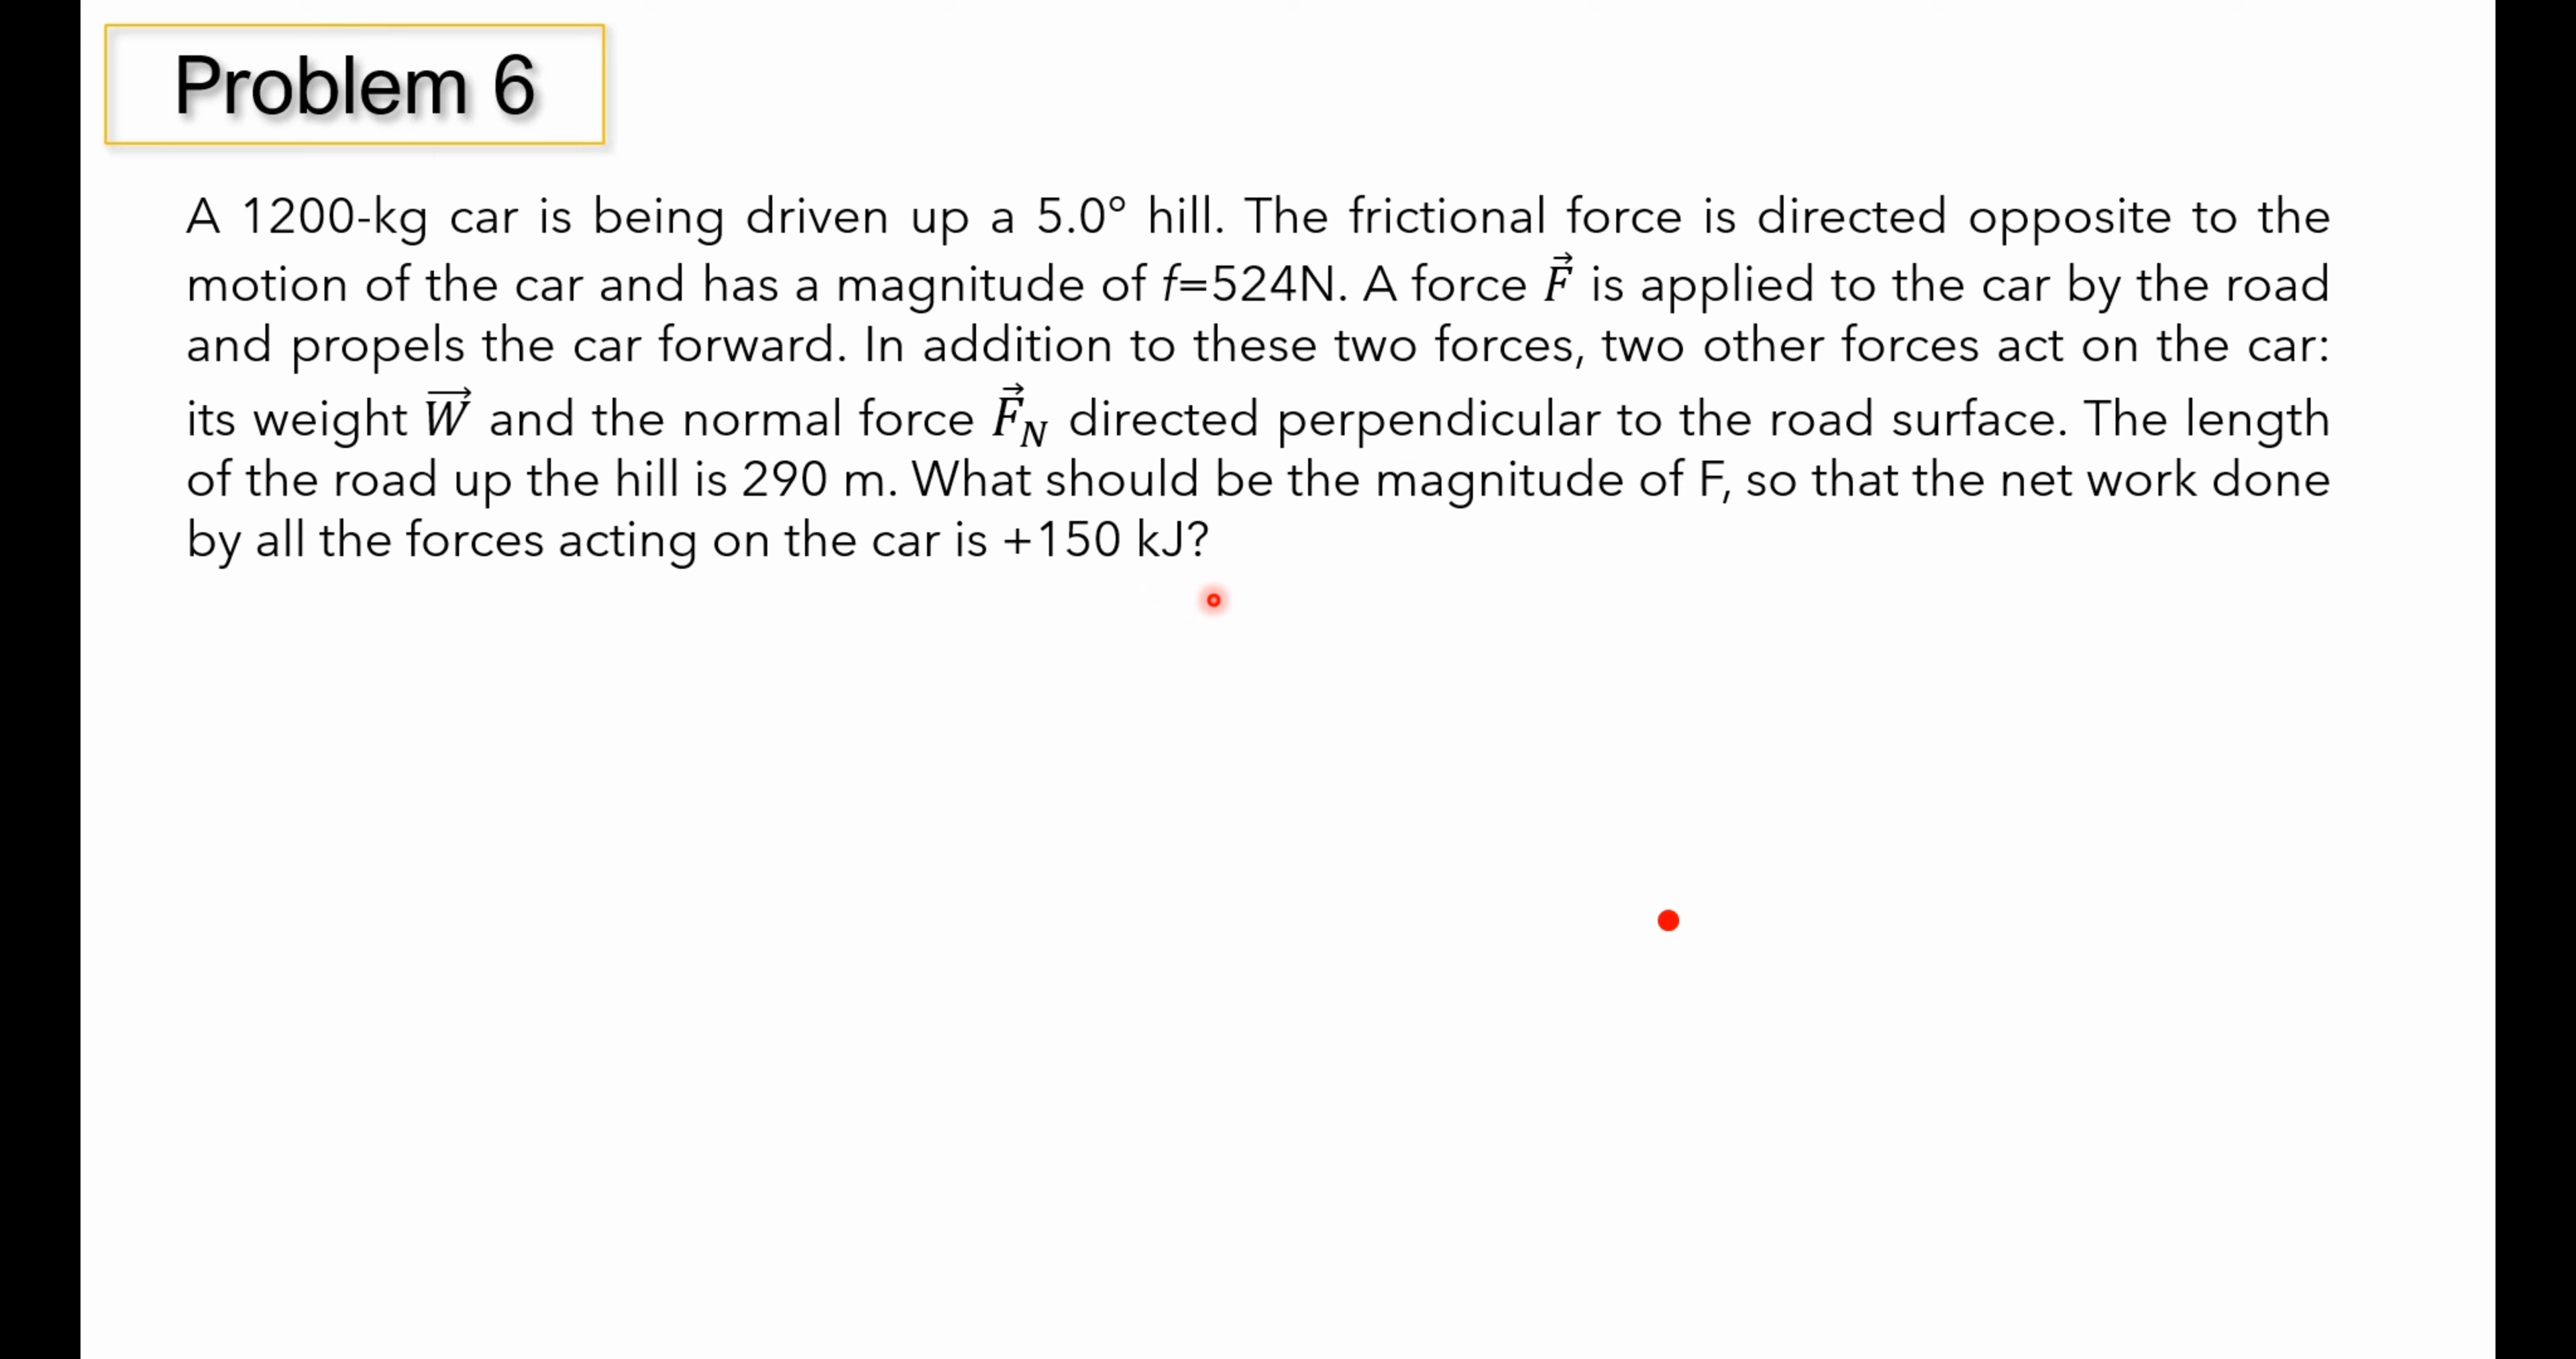 Problem 6
A 1200-kg car is being driven up a 5.0° hill. The frictional force is directed opposite to the
motion of the car and has a magnitude of f=524N. A force F⃗ is applied to the car by the road
and propels the car forward. In addition to these two forces, two other forces act on the car:
its weight W⃗ and the normal force F⃗_N directed perpendicular to the road surface. The length
of the road up the hill is 290 m. What should be the magnitude of F, so that the net work done
by all the forces acting on the car is +150 kJ?